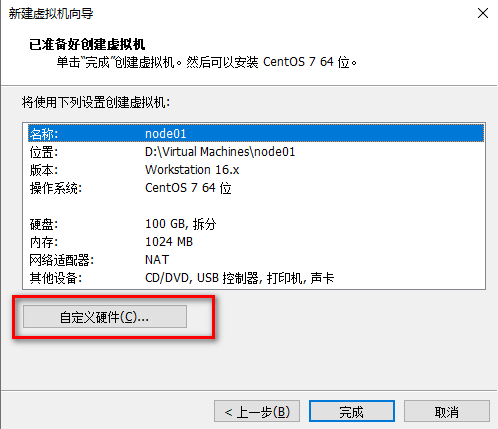 新建虚拟机向导
已准备好创建虚拟机
单击“完成”创建虚拟机。然后可以安装 CentOS 7 64 位。
将使用下列设置创建虚拟机:
名称: node01
位置: D:\Virtual Machines\node01
版本: Workstation 16.x
操作系统: CentOS 7 64 位
硬盘: 100 GB, 拆分
内存: 1024 MB
网络适配器: NAT
其他设备: CD/DVD, USB 控制器, 打印机, 声卡
自定义硬件(C)...
< 上一步(B) 完成 取消